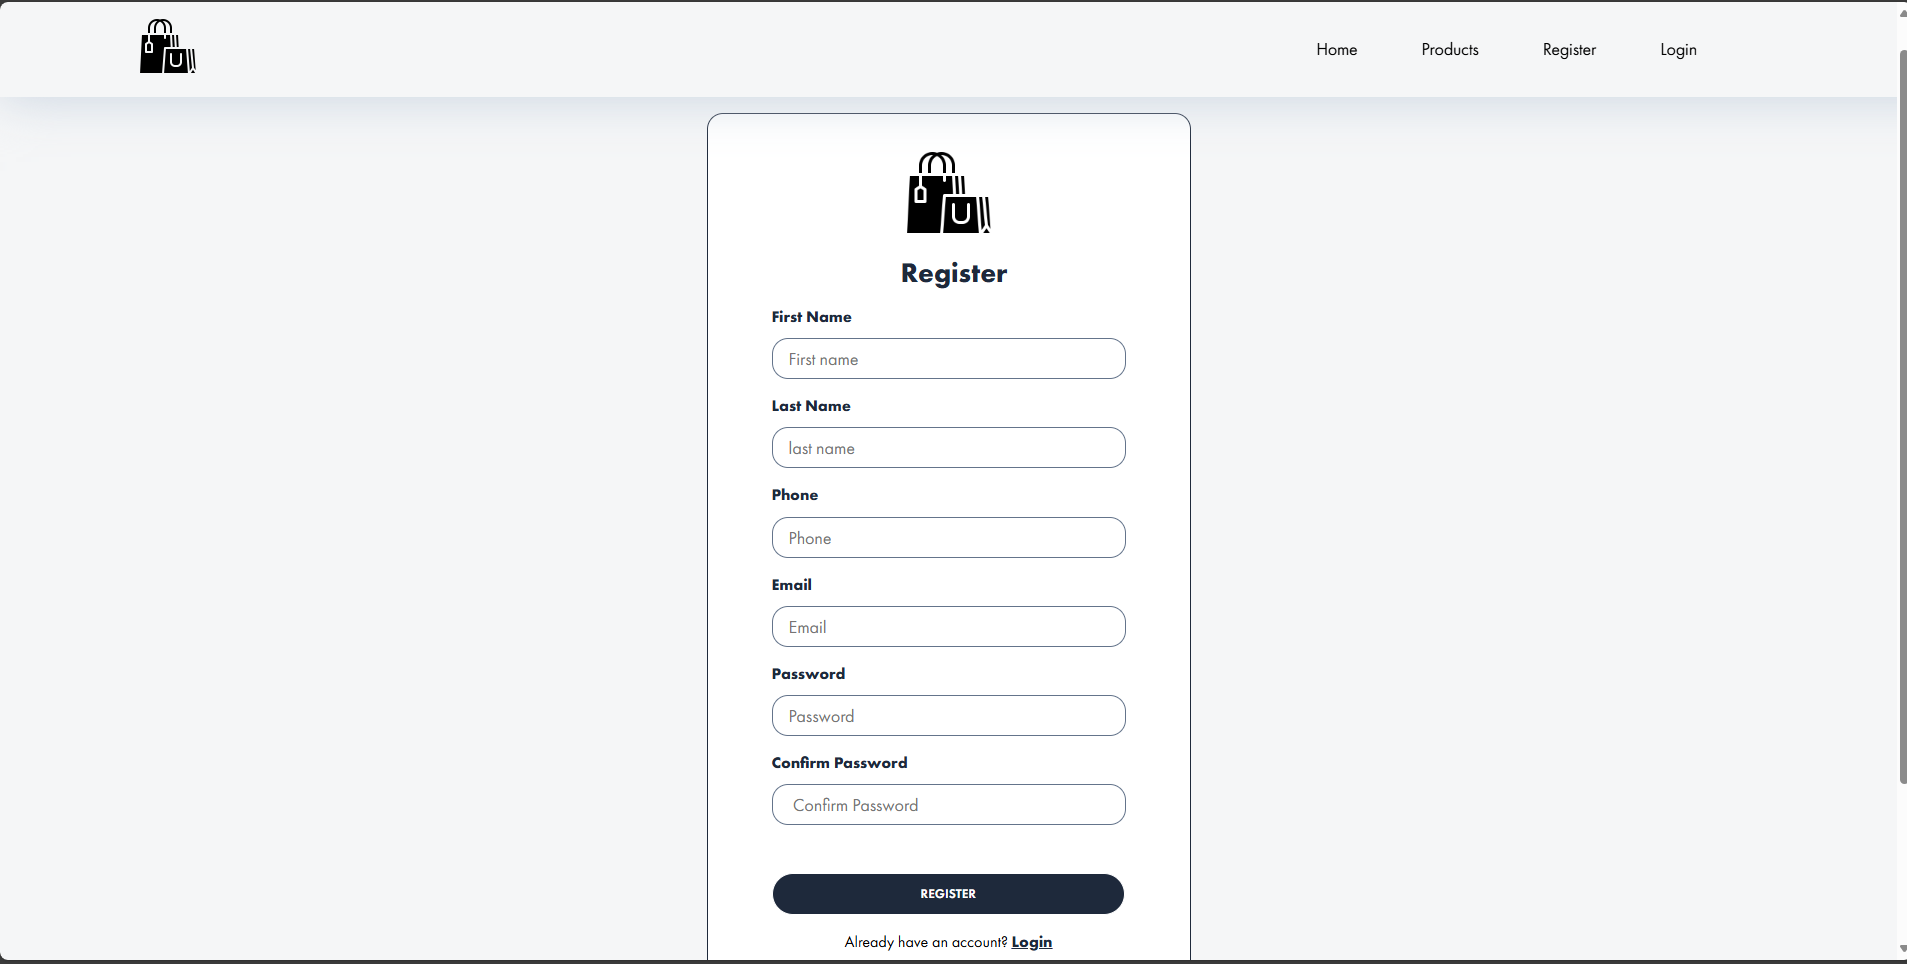 Home Products Register Login
Register
First Name
First name
Last Name
last name
Phone
Phone
Email
Email
Password
Password
Confirm Password
Confirm Password
REGISTER
Already have an account? Login